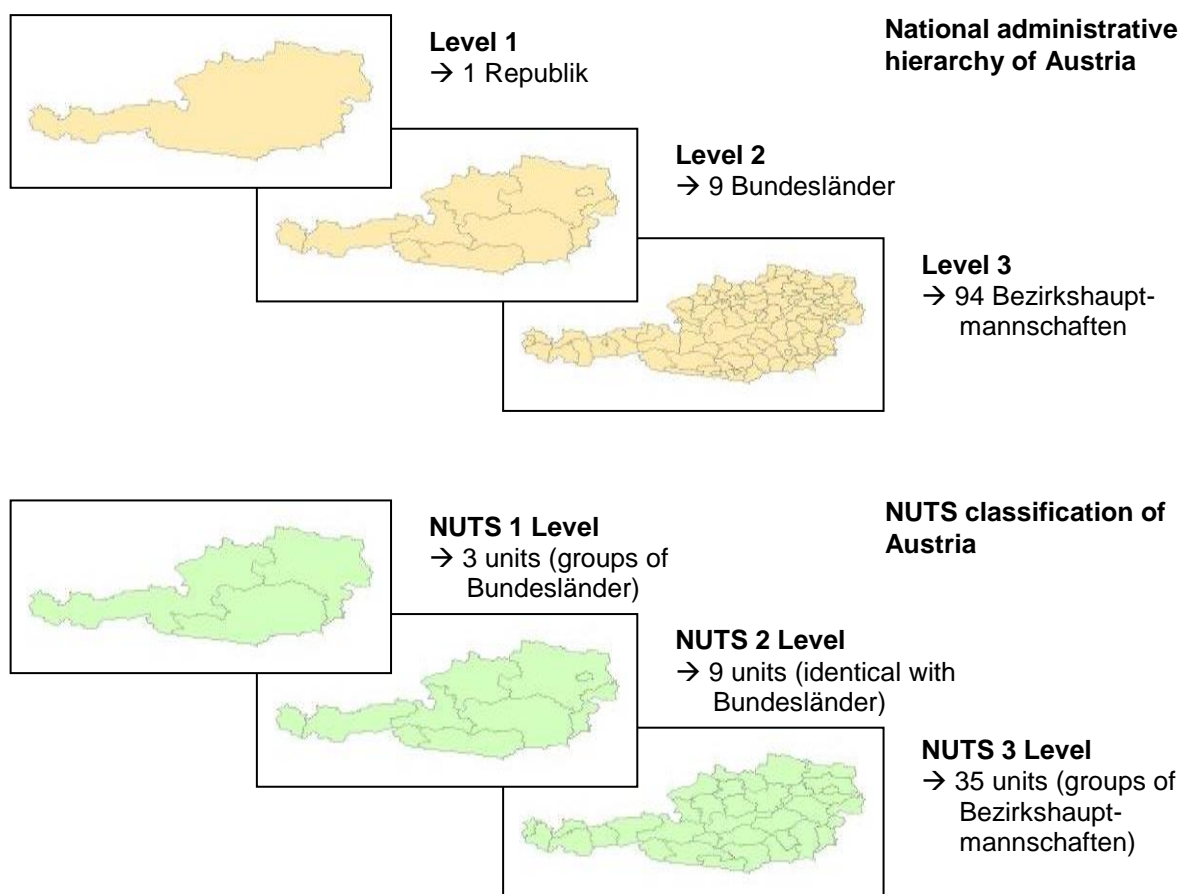 National administrative
hierarchy of Austria
Level 1
→ 1 Republik
Level 2
→ 9 Bundesländer
Level 3
→ 94 Bezirkshaupt-
mannschaften
NUTS classification of
Austria
NUTS 1 Level
→ 3 units (groups of
Bundesländer)
NUTS 2 Level
→ 9 units (identical with
Bundesländer)
NUTS 3 Level
→ 35 units (groups of
Bezirkshaupt-
mannschaften)